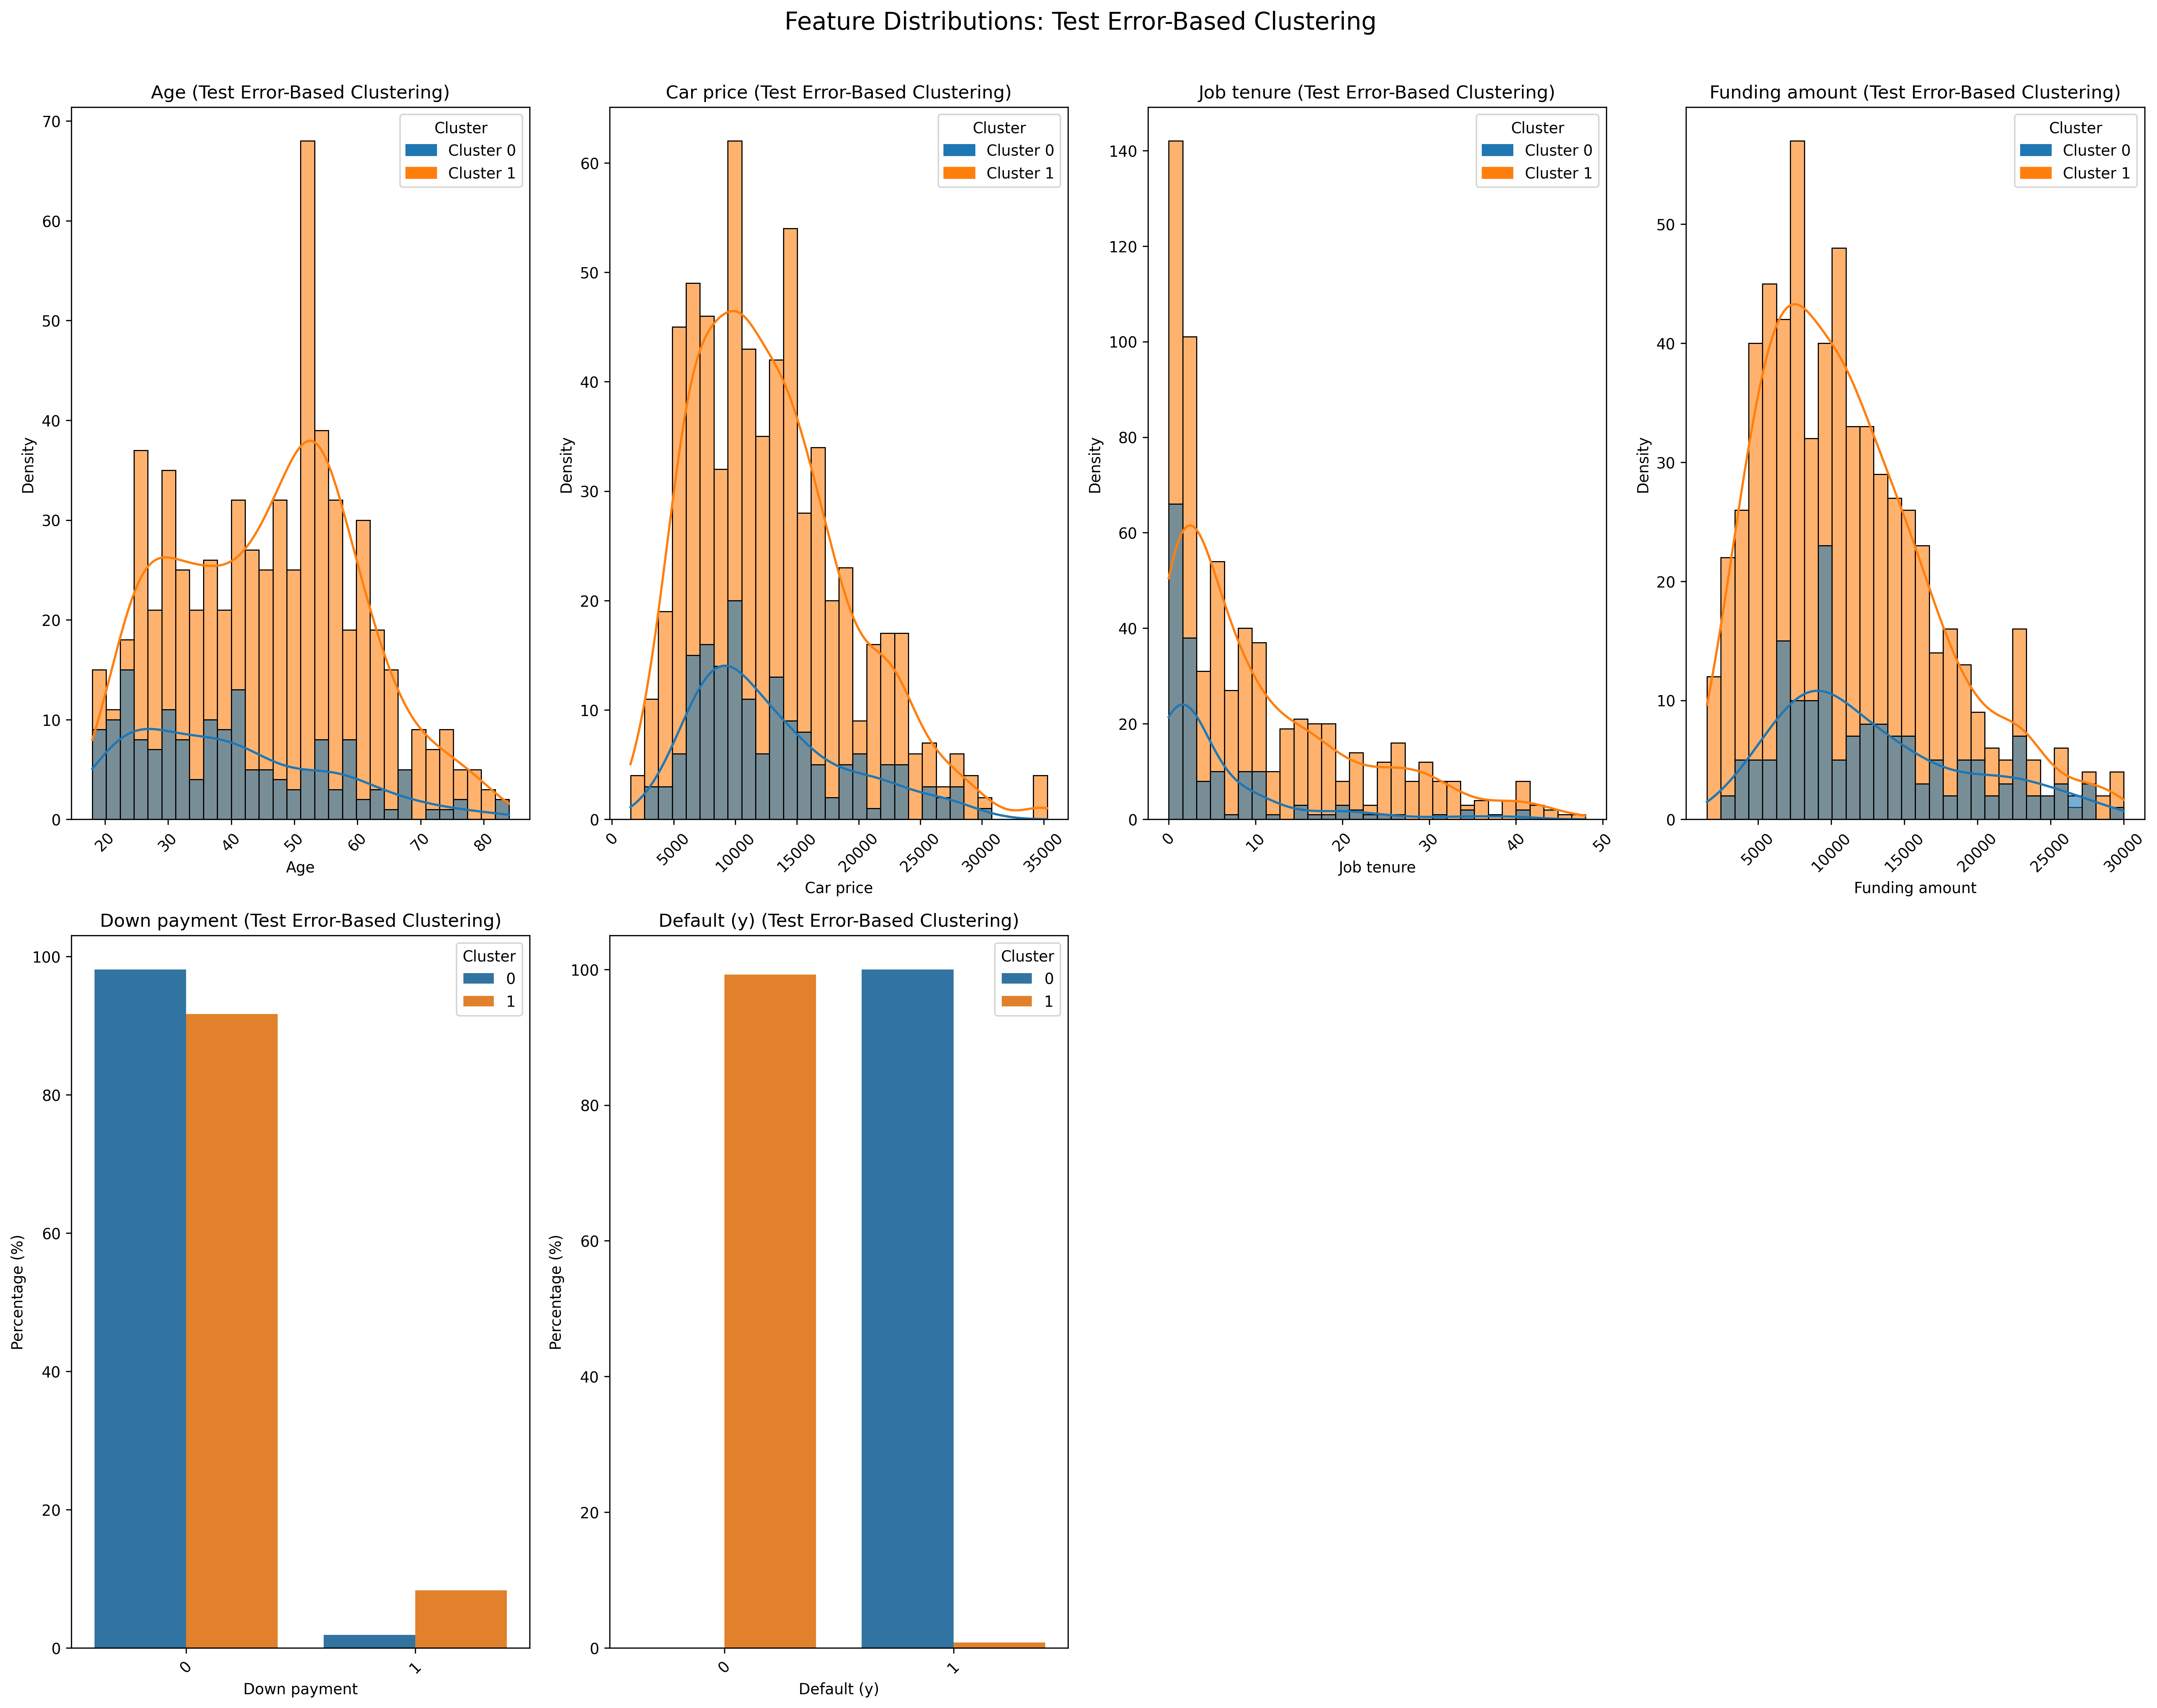 Feature Distributions: Test Error-Based Clustering
Age (Test Error-Based Clustering)
Cluster
Cluster 0
Cluster 1
Density
70
60
50
40
30
20
10
0
20
30
40
50
60
70
80
Age
Car price (Test Error-Based Clustering)
Cluster
Cluster 0
Cluster 1
Density
60
50
40
30
20
10
0
0
5000
10000
15000
20000
25000
30000
35000
Car price
Job tenure (Test Error-Based Clustering)
Cluster
Cluster 0
Cluster 1
Density
140
120
100
80
60
40
20
0
0
10
20
30
40
50
Job tenure
Funding amount (Test Error-Based Clustering)
Cluster
Cluster 0
Cluster 1
Density
50
40
30
20
10
0
5000
10000
15000
20000
25000
30000
Funding amount
Down payment (Test Error-Based Clustering)
Cluster
0
1
Percentage (%)
100
80
60
40
20
0
0
1
Down payment
Default (y) (Test Error-Based Clustering)
Cluster
0
1
Percentage (%)
100
80
60
40
20
0
0
1
Default (y)